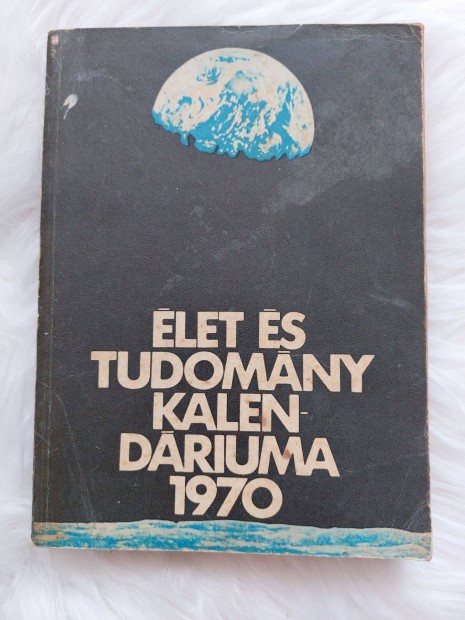 ÉLET ÉS
TUDOMÁNY
KALEN-
DÁRIUMA
1970